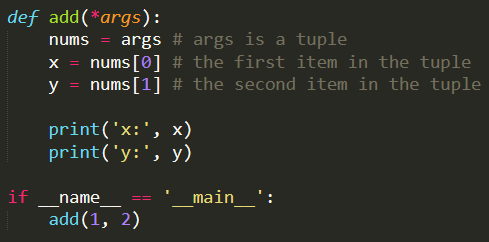 def add(*args):
    nums = args # args is a tuple
    x = nums[0] # the first item in the tuple
    y = nums[1] # the second item in the tuple
    print('x:', x)
    print('y:', y)
if __name__ == '__main__':
    add(1, 2)